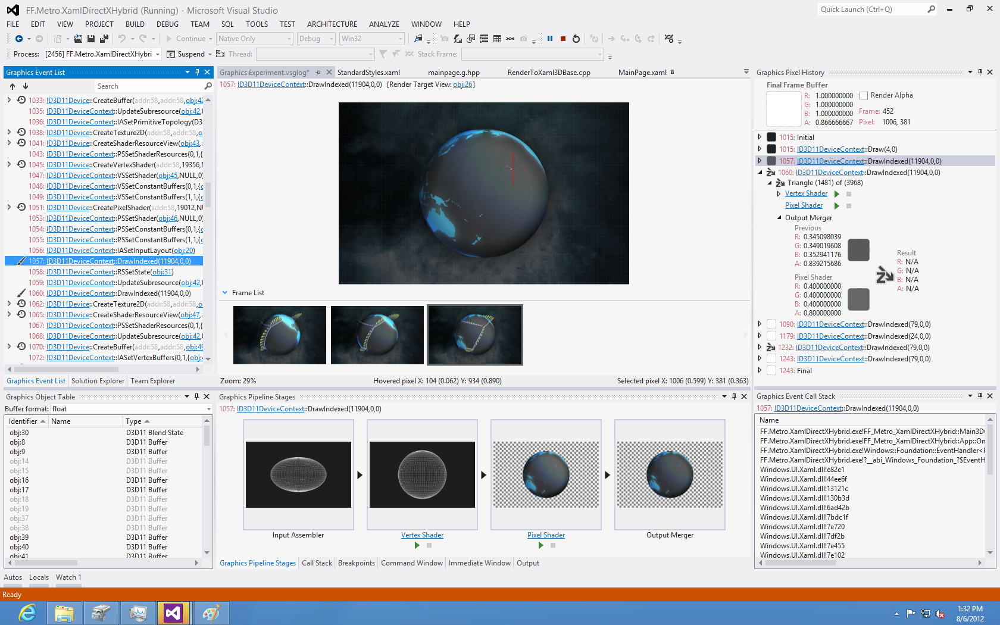 FF.Metro.XamlDirectXHybrid (Running) - Microsoft Visual Studio
Quick Launch (Ctrl+Q)
FILE EDIT VIEW PROJECT BUILD DEBUG TEAM SQL TOOLS TEST ARCHITECTURE ANALYZE WINDOW HELP
Continue Native Only Debug Win32
Process: [2456] FF.Metro.XamlDirectXHybri Suspend Thread: Stack Frame:
Graphics Event List
Search
1033: ID3D11Device::CreateBuffer(addr:58,addr:58,obj:42
1035: ID3D11DeviceContext::UpdateSubresource(obj:42,
1036: ID3D11DeviceContext::IASetPrimitiveTopology(D3
1038: ID3D11Device::CreateTexture2D(addr:58,addr:58,o
1041: ID3D11Device::CreateShaderResourceView(obj:43,
1043: ID3D11DeviceContext::PSSetShaderResources(0,1,{
1045: ID3D11Device::CreateVertexShader(addr:58,19356,
1047: ID3D11DeviceContext::VSSetShader(obj:45,NULL,0)
1048: ID3D11DeviceContext::VSSetConstantBuffers(0,1,{
1049: ID3D11DeviceContext::VSSetConstantBuffers(1,1,{
1051: ID3D11Device::CreatePixelShader(addr:58,19012,NU
1053: ID3D11DeviceContext::PSSetShader(obj:46,NULL,0)
1054: ID3D11DeviceContext::PSSetConstantBuffers(0,1,{
1055: ID3D11DeviceContext::PSSetConstantBuffers(1,1,{
1056: ID3D11DeviceContext::IASetInputLayout(obj:20)
1057: ID3D11DeviceContext::DrawIndexed(11904,0,0)
1058: ID3D11DeviceContext::RSSetState(obj:31)
1059: ID3D11DeviceContext::UpdateSubresource(obj:42,
1060: ID3D11DeviceContext::DrawIndexed(11904,0,0)
1062: ID3D11Device::CreateTexture2D(addr:58,addr:58,o
1065: ID3D11Device::CreateShaderResourceView(obj:47,
1067: ID3D11DeviceContext::PSSetShaderResources(0,1,{
1068: ID3D11DeviceContext::UpdateSubresource(obj:42,
1070: ID3D11Device::CreateBuffer(addr:58,addr:58,obj:49
1072: ID3D11DeviceContext::IASetVertexBuffers(0,1,{obj:
Graphics Event List Solution Explorer Team Explorer
Graphics Experiment.vsglog* StandardStyles.xaml mainpage.g.hpp RenderToXaml3DBase.cpp MainPage.xaml
1057: ID3D11DeviceContext::DrawIndexed(11904,0,0) [Render Target View: obj:26]
Frame List
Zoom: 29% Hovered pixel X: 104 (0.062) Y: 934 (0.890) Selected pixel X: 1006 (0.599) Y: 381 (0.363)
Graphics Pixel History
Final Frame Buffer
R: 1.000000000 Render Alpha
G: 1.000000000
B: 1.000000000 Frame: 452
A: 0.866666667 Pixel: 1006, 381
1015: Initial
1015: ID3D11DeviceContext::Draw(4,0)
1057: ID3D11DeviceContext::DrawIndexed(11904,0,0)
1060: ID3D11DeviceContext::DrawIndexed(11904,0,0)
Triangle (1481) of (3968)
Vertex Shader
Pixel Shader
Output Merger
Previous
R: 0.345098039
G: 0.349019608
B: 0.352941176
A: 0.839215686
Result
R: N/A
G: N/A
B: N/A
A: N/A
Pixel Shader
R: 0.400000000
G: 0.400000000
B: 0.400000000
A: 0.800000000
1090: ID3D11DeviceContext::DrawIndexed(79,0,0)
1179: ID3D11DeviceContext::DrawIndexed(24,0,0)
1232: ID3D11DeviceContext::DrawIndexed(79,0,0)
1243: ID3D11DeviceContext::DrawIndexed(79,0,0)
1243: Final
Graphics Object Table
Buffer format: float
Identifier Name Type
obj:30 D3D11 Blend State
obj:8 D3D11 Buffer
obj:9 D3D11 Buffer
obj:14 D3D11 Buffer
obj:15 D3D11 Buffer
obj:16 D3D11 Buffer
obj:17 D3D11 Buffer
obj:18 D3D11 Buffer
obj:19 D3D11 Buffer
obj:37 D3D11 Buffer
obj:38 D3D11 Buffer
obj:39 D3D11 Buffer
obj:40 D3D11 Buffer
obj:41 D3D11 Buffer
Graphics Pipeline Stages
1057: ID3D11DeviceContext::DrawIndexed(11904,0,0)
Input Assembler Vertex Shader Pixel Shader Output Merger
Graphics Pipeline Stages Call Stack Breakpoints Command Window Immediate Window Output
Graphics Event Call Stack
1057: ID3D11DeviceContext::DrawIndexed(11904,0,0)
Name
FF.Metro.XamlDirectXHybrid.exe!FF_Metro_XamlDirectXHybrid::Main3D
FF.Metro.XamlDirectXHybrid.exe!FF_Metro_XamlDirectXHybrid::App::On
FF.Metro.XamlDirectXHybrid.exe!Windows::Foundation::EventHandler<
FF.Metro.XamlDirectXHybrid.exe!?__abi_Windows_Foundation_?$EventH
Windows.UI.Xaml.dll!e82e1
Windows.UI.Xaml.dll!44ee6f
Windows.UI.Xaml.dll!13121c
Windows.UI.Xaml.dll!130b3d
Windows.UI.Xaml.dll!6ad42b
Windows.UI.Xaml.dll!7bdc1f
Windows.UI.Xaml.dll!7e720
Windows.UI.Xaml.dll!7df2b
Windows.UI.Xaml.dll!7e455
Windows.UI.Xaml.dll!7e102
Autos Locals Watch 1
Ready
1:32 PM
8/6/2012